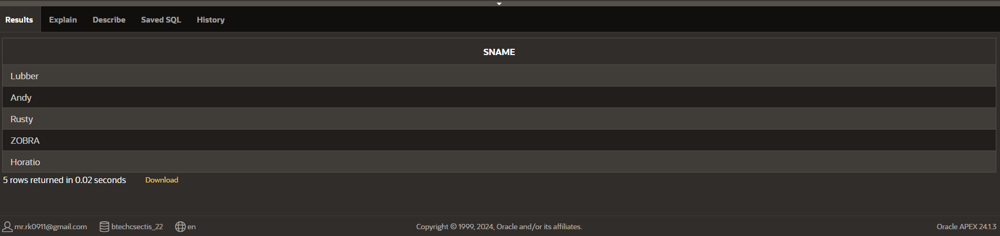 Results Explain Describe Saved SQL History
SNAME
Lubber
Andy
Rusty
ZOBRA
Horatio
5 rows returned in 0.02 seconds Download
mr.rk0911@gmail.com btechcsectis_22 en Copyright © 1999, 2024, Oracle and/or its affiliates. Oracle APEX 24.1.3